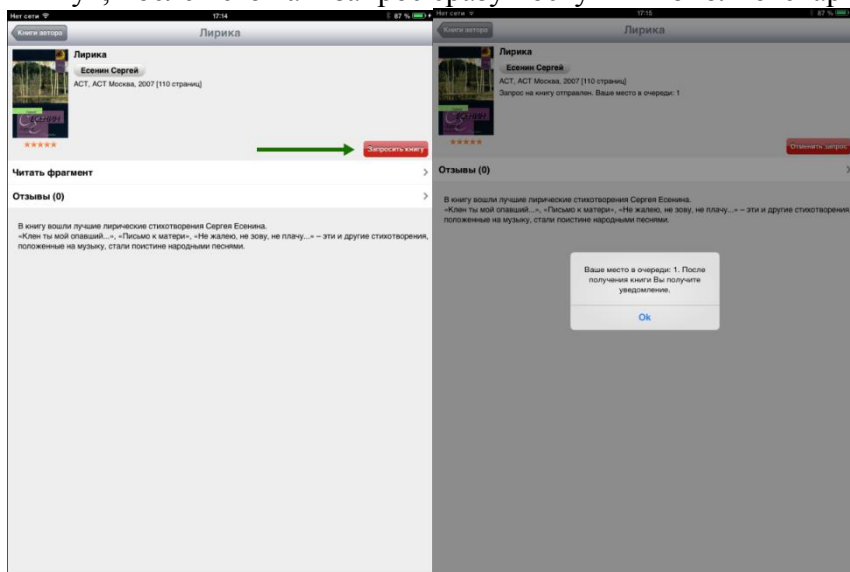 Нет сети 17:14 87 %
Книги автора
Лирика
Лирика
Есенин Сергей
АСТ, АСТ Москва, 2007 [110 страниц]
Запросить книгу
Читать фрагмент
Отзывы (0)
В книгу вошли лучшие лирические стихотворения Сергея Есенина.
«Клен ты мой опавший...», «Письмо к матери», «Не жалею, не зову, не плачу...» – эти и другие стихотворения,
положенные на музыку, стали поистине народными песнями.
Нет сети 17:15 87 %
Книги автора
Лирика
Лирика
Есенин Сергей
АСТ, АСТ Москва, 2007 [110 страниц]
Запрос на книгу отправлен. Ваше место в очереди: 1
Отменить запрос
Отзывы (0)
В книгу вошли лучшие лирические стихотворения Сергея Есенина.
«Клен ты мой опавший...», «Письмо к матери», «Не жалею, не зову, не плачу...» – эти и другие стихотворения,
положенные на музыку, стали поистине народными песнями.
Ваше место в очереди: 1. После
получения книги Вы получите
уведомление.
Ok